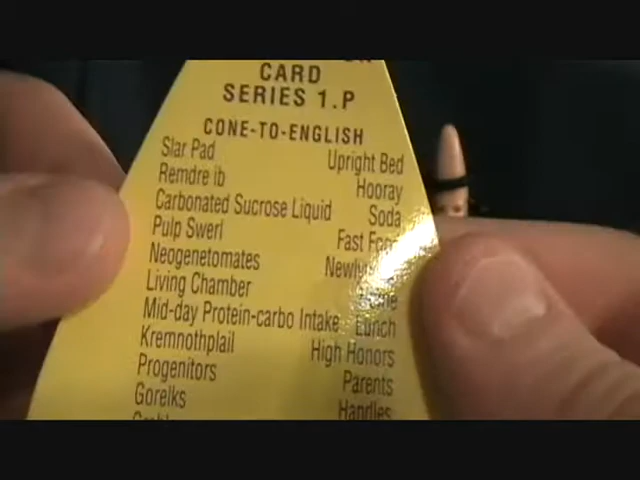 CARD
SERIES 1.P
CONE-TO-ENGLISH
Slar Pad Upright Bed
Remdre ib Hooray
Carbonated Sucrose Liquid Soda
Pulp Swerl Fast
Neogenetomates
Living Chamber
Mid-day Protein-carbo Intake Lunch
Kremnothplail High Honors
Progenitors Parents
Gorelks Handles